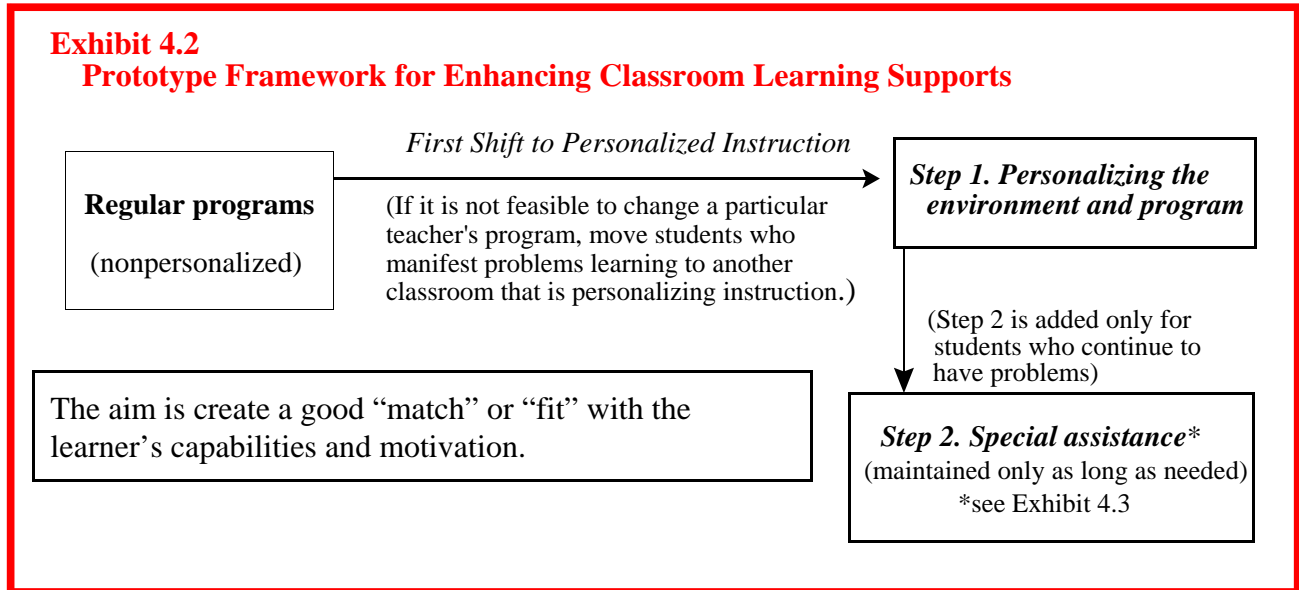 Exhibit 4.2
Prototype Framework for Enhancing Classroom Learning Supports
First Shift to Personalized Instruction
Regular programs
(nonpersonalized)
(If it is not feasible to change a particular
teacher's program, move students who
manifest problems learning to another
classroom that is personalizing instruction.)
Step 1. Personalizing the
environment and program
(Step 2 is added only for
students who continue to
have problems)
The aim is create a good “match” or “fit” with the
learner’s capabilities and motivation.
Step 2. Special assistance*
(maintained only as long as needed)
*see Exhibit 4.3